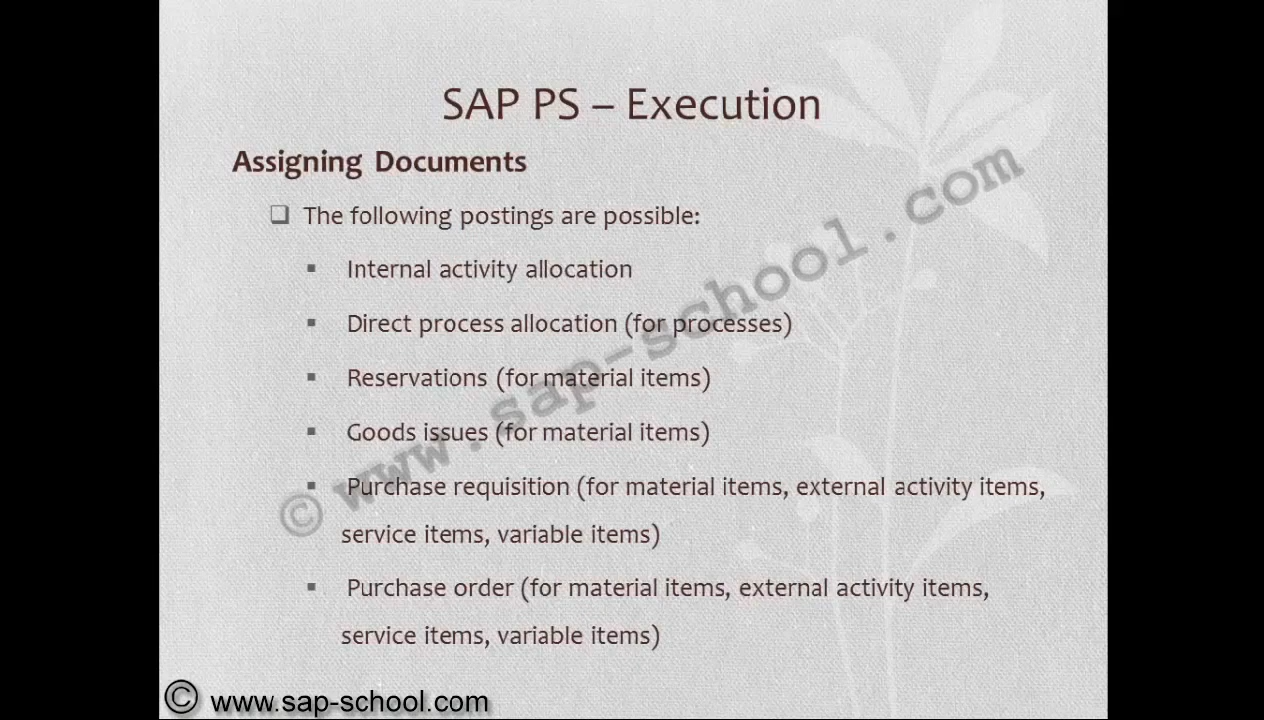 SAP PS – Execution
Assigning Documents
The following postings are possible:
Internal activity allocation
Direct process allocation (for processes)
Reservations (for material items)
Goods issues (for material items)
Purchase requisition (for material items, external activity items,
service items, variable items)
Purchase order (for material items, external activity items,
service items, variable items)
© www.sap-school.com
© www.sap-school.com